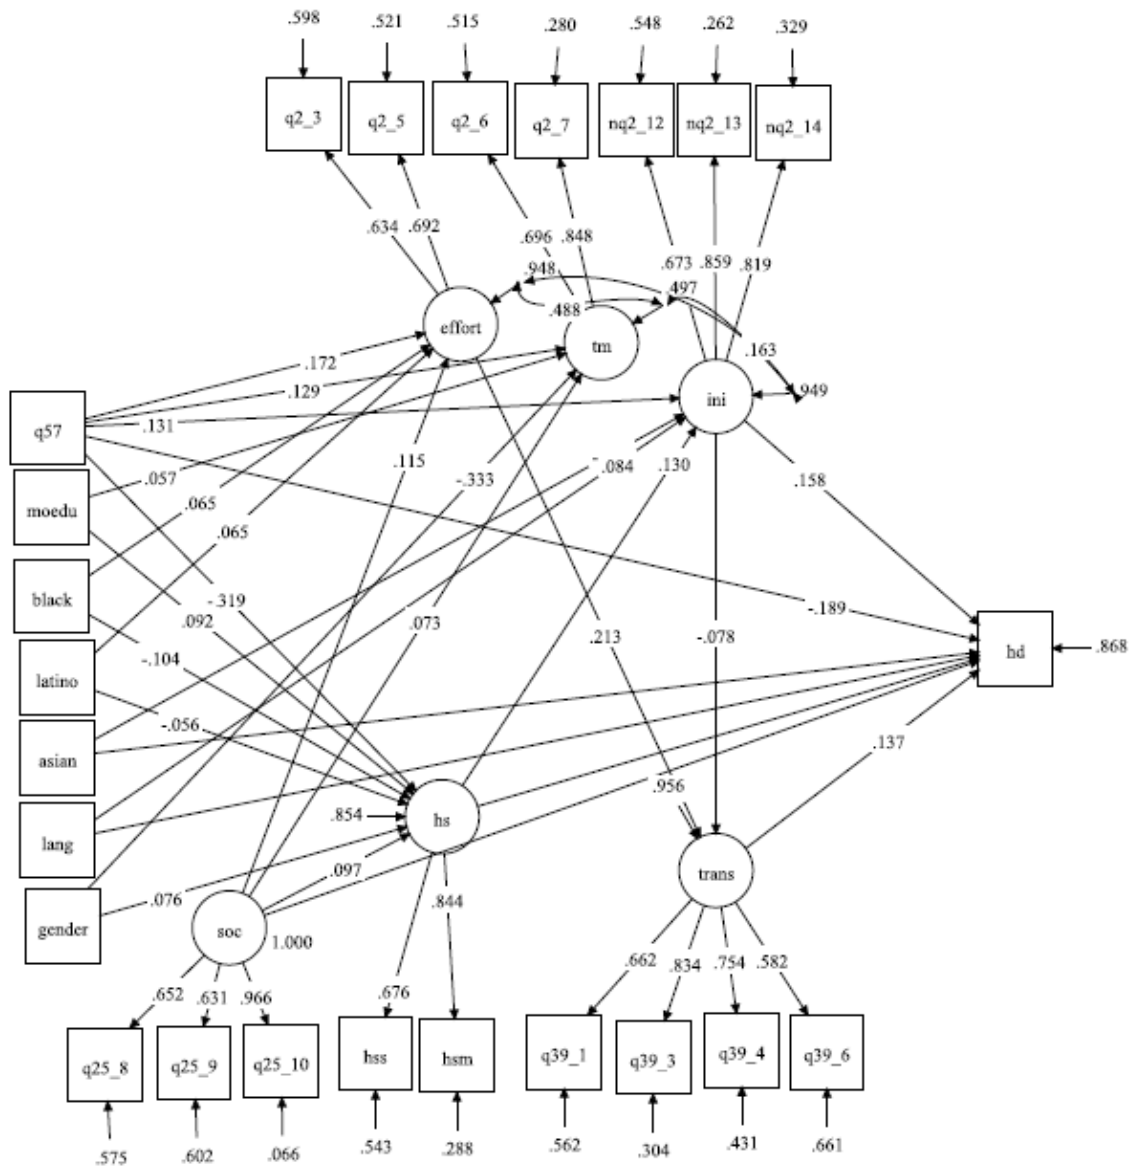 .598 .521 .515 .280 .548 .262 .329
q2_3 q2_5 q2_6 q2_7 nq2_12 nq2_13 nq2_14
.634 .692 .696 .848 .673 .859 .819
.948 .488 .497
effort tm .163
.172
.129 ini .949
q57 .131
.115 -.333 .084 .130 .158
.057
moedu .065
.065
black -.319 -.189
.092 .073 .213 -.078
-.104 hd .868
latino
-.056 .137
asian
.956
lang .854 hs
.097 trans
.076 .844
gender soc 1.000
.662 .834 .754 .582
.652 .631 .966 .676
q25_8 q25_9 q25_10 hss hsm q39_1 q39_3 q39_4 q39_6
.575 .602 .066 .543 .288 .562 .304 .431 .661